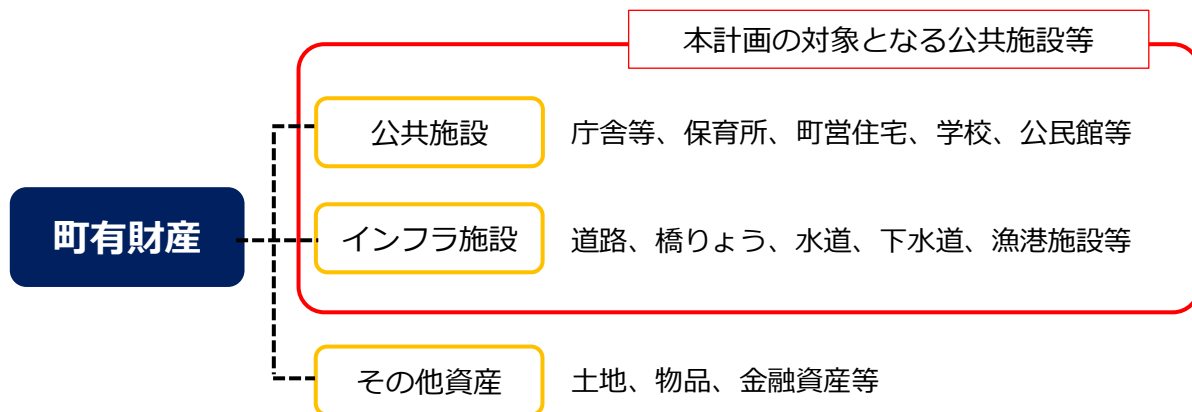 本計画の対象となる公共施設等
公共施設
庁舎等、保育所、町営住宅、学校、公民館等
町有財産
インフラ施設
道路、橋りょう、水道、下水道、漁港施設等
その他資産
土地、物品、金融資産等